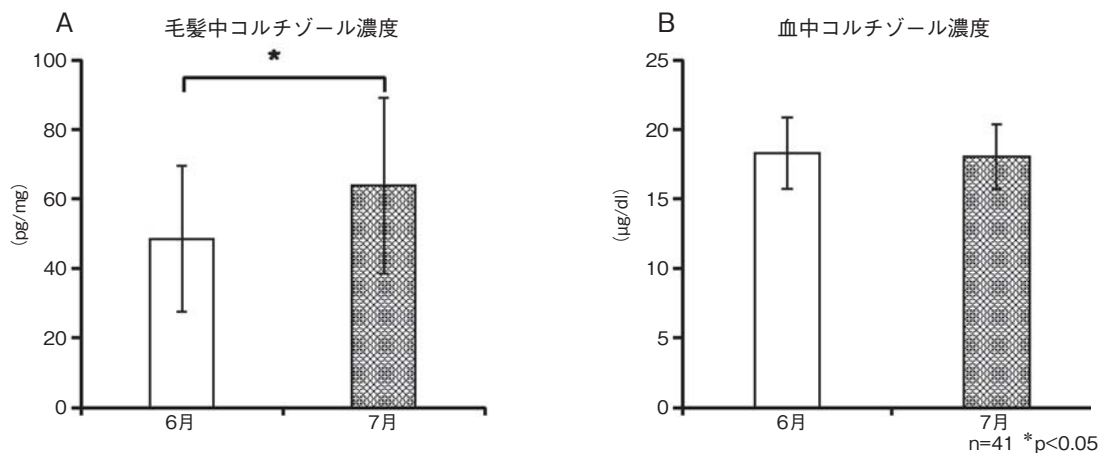 A 毛髪中コルチゾール濃度
100
80
60
40
20
0
(pg/mg)
*
6月 7月
B 血中コルチゾール濃度
25
20
15
10
5
0
(μg/dl)
6月 7月
n=41 *p<0.05